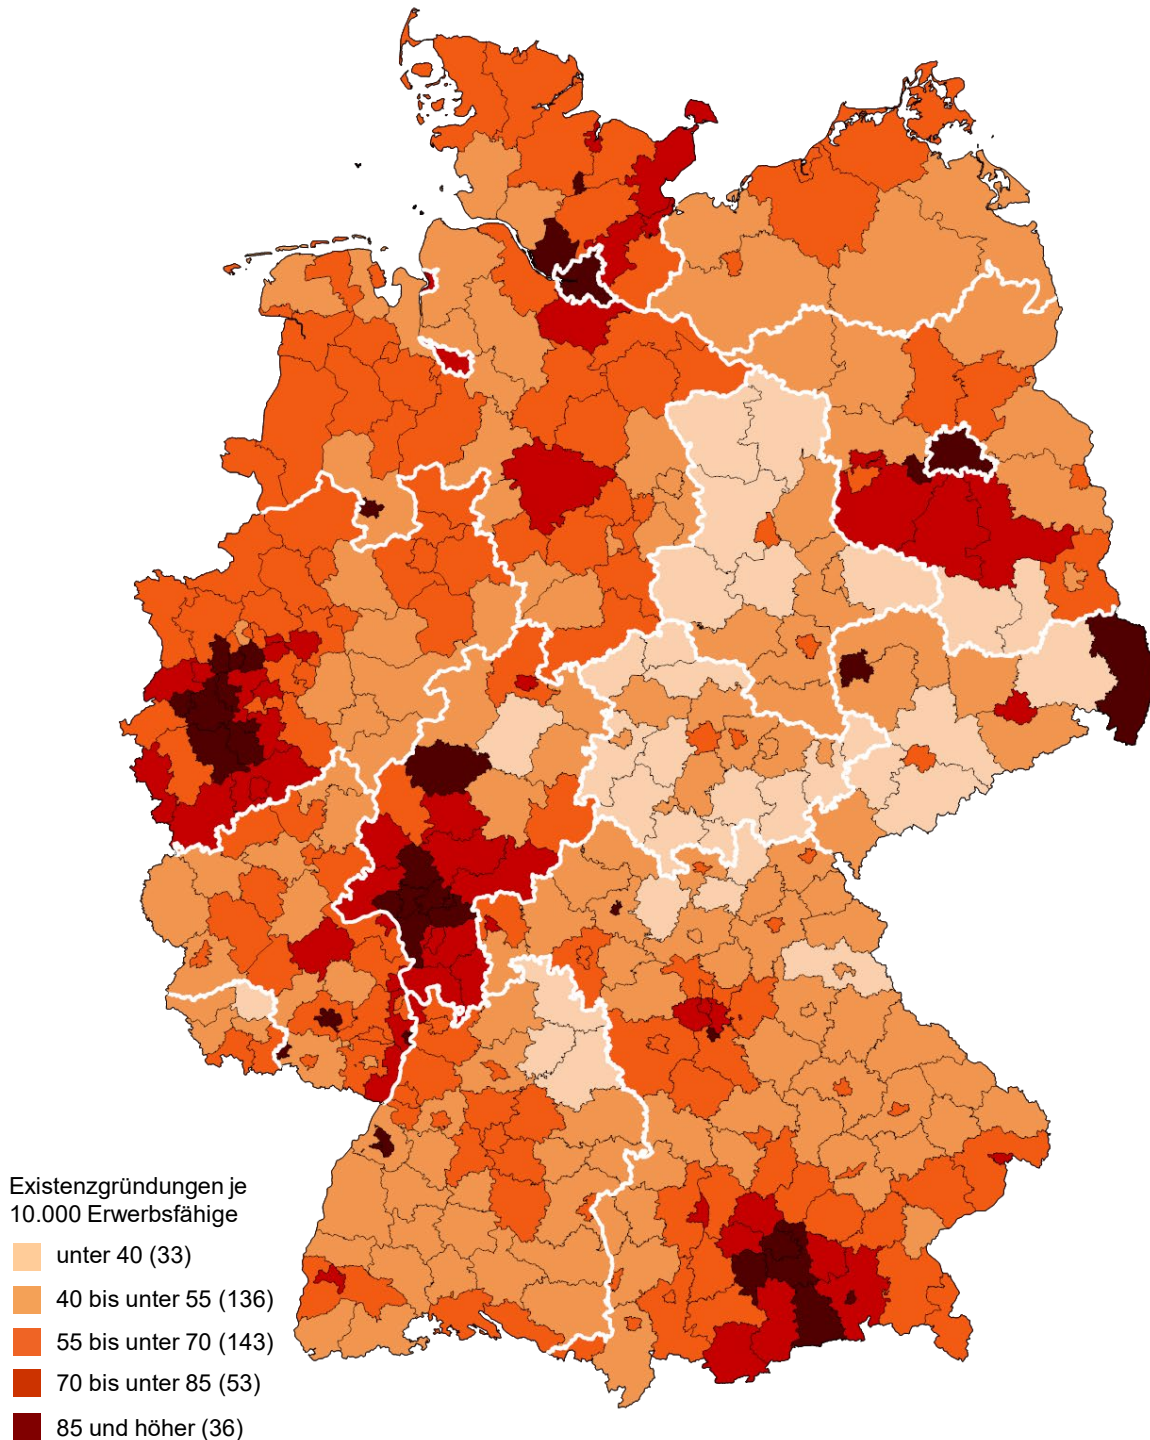 Existenzgründungen je
10.000 Erwerbsfähige
unter 40 (33)
40 bis unter 55 (136)
55 bis unter 70 (143)
70 bis unter 85 (53)
85 und höher (36)